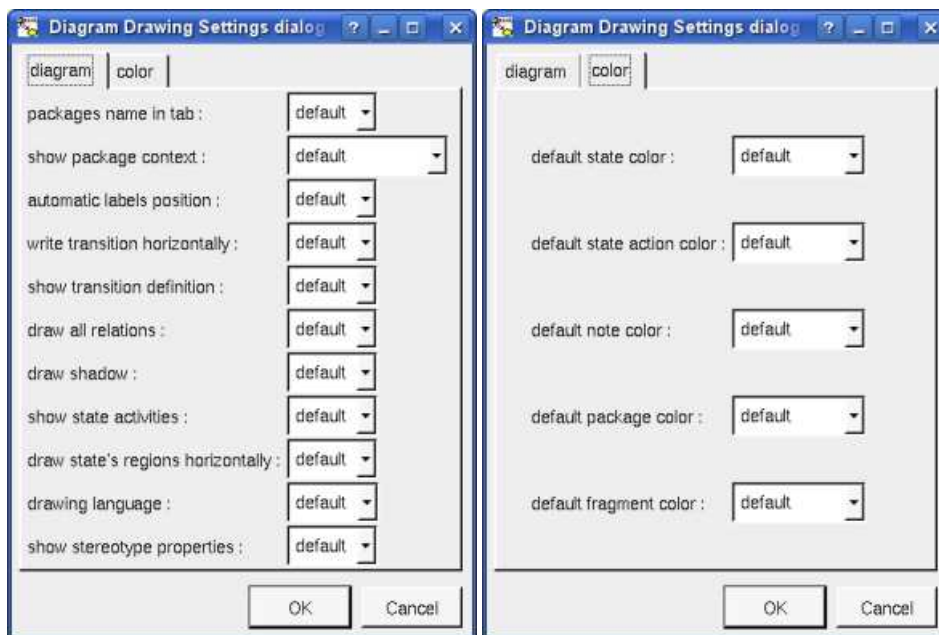 Diagram Drawing Settings dialog
diagram color
packages name in tab : default
show package context : default
automatic labels position : default
write transition horizontally : default
show transition definition : default
draw all relations : default
draw shadow : default
show state activities : default
draw state's regions horizontally : default
drawing language : default
show stereotype properties : default
OK Cancel
Diagram Drawing Settings dialog
diagram color
default state color : default
default state action color : default
default note color : default
default package color : default
default fragment color : default
OK Cancel